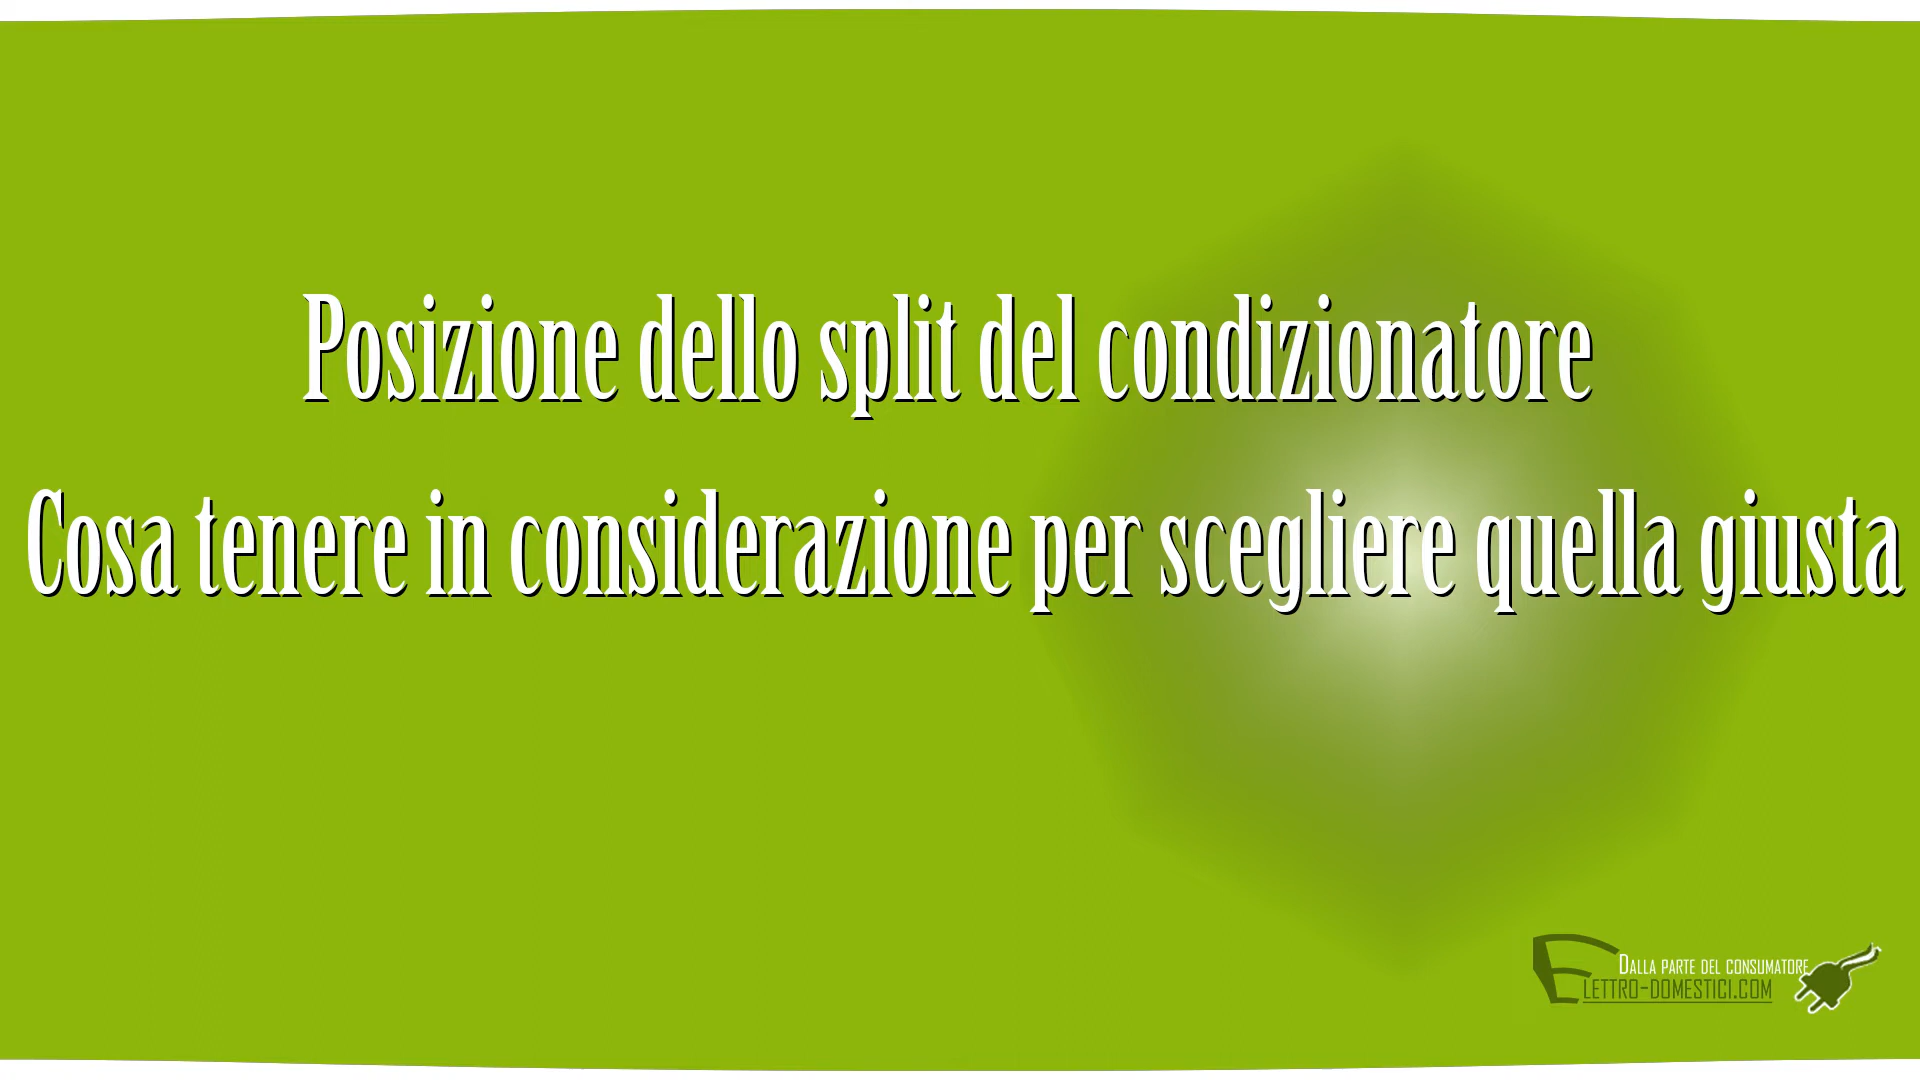 Posizione dello split del condizionatore
Cosa tenere in considerazione per scegliere quella giusta
Dalla parte del consumatore
Elettro-domestici.com